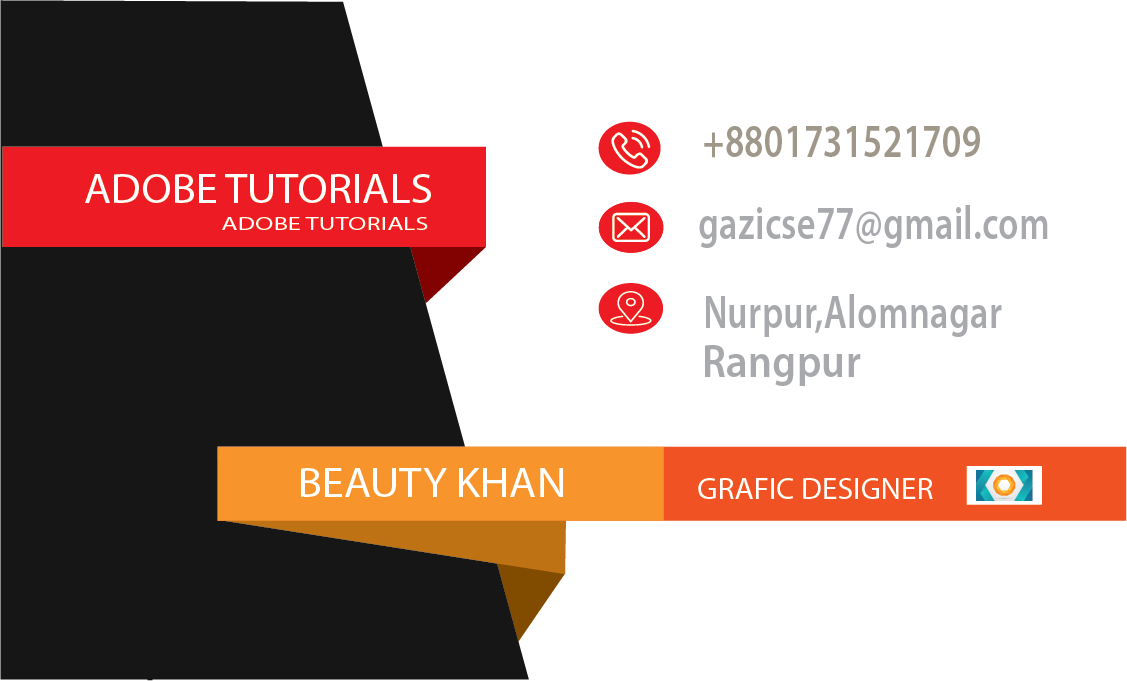 ADOBE TUTORIALS
ADOBE TUTORIALS
+8801731521709
gazicse77@gmail.com
Nurpur,Alomnagar
Rangpur
BEAUTY KHAN
GRAFIC DESIGNER